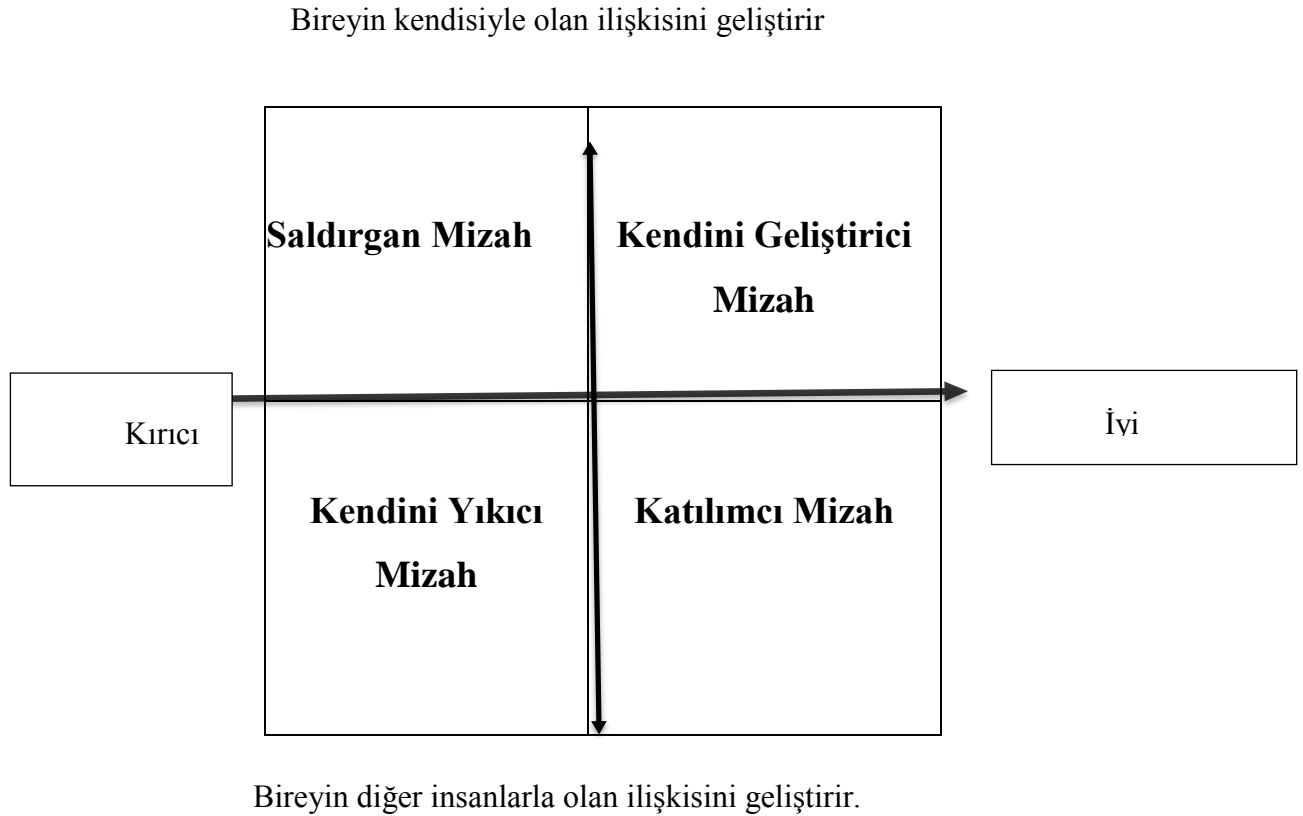 Bireyin kendisiyle olan ilişkisini geliştirir
Saldırgan Mizah
Kendini Geliştirici
Mizah
Kırıcı
İyi
Kendini Yıkıcı
Mizah
Katılımcı Mizah
Bireyin diğer insanlarla olan ilişkisini geliştirir.